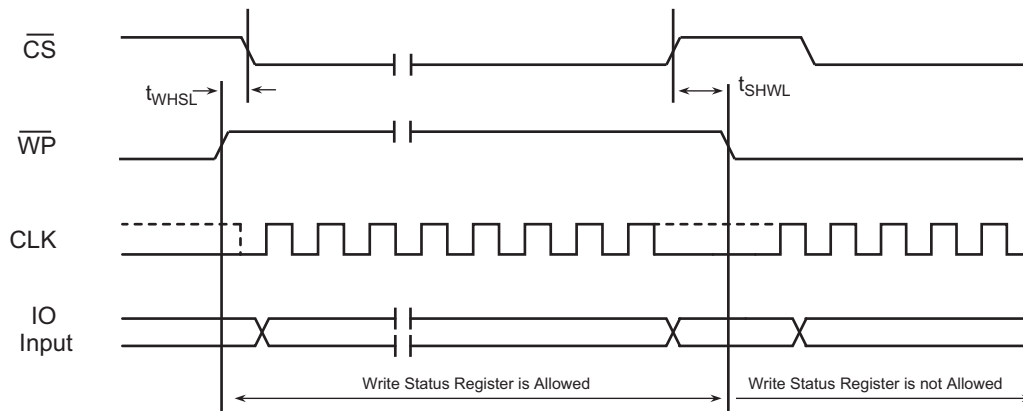 CS
tWHSL
tSHWL
WP
CLK
IO
Input
Write Status Register is Allowed
Write Status Register is not Allowed